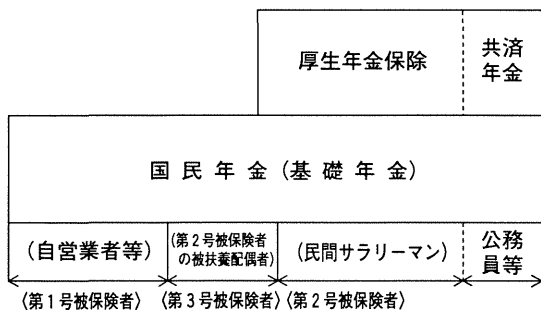 厚生年金保除
共済
年金
国民年金(基礎年金)
(自営業者等)
(第2号被保険者
の被扶養配偶者)
(民間サラリーマン)
公務
員等
〈第1号被保険者〉
〈第3号被保険者〉
〈第2号被保険者〉